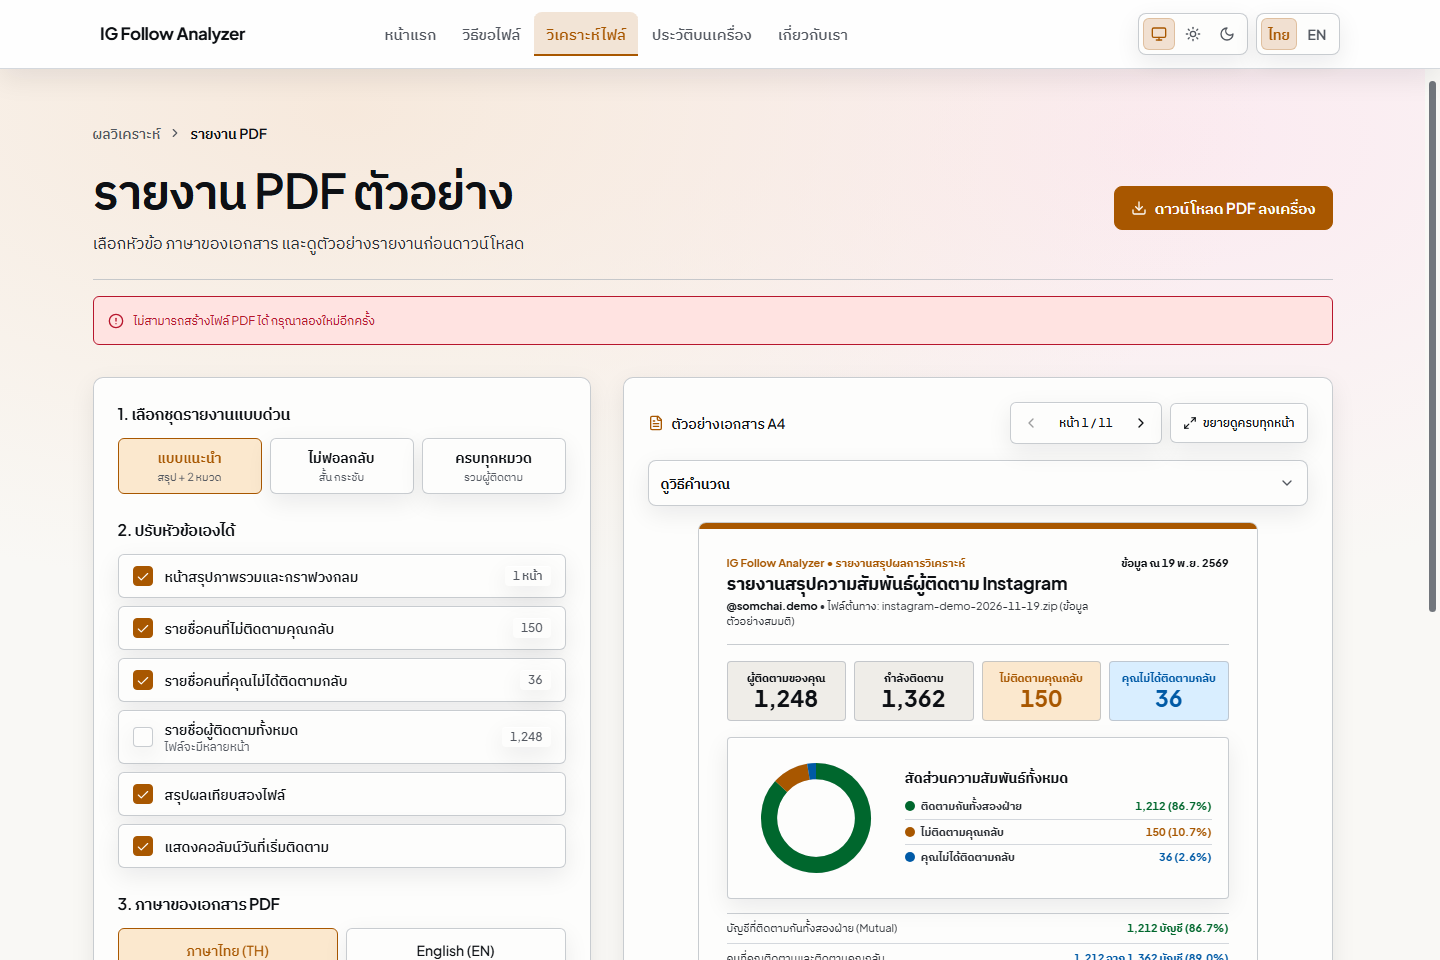 IG Follow Analyzer
หน้าแรก
วิธีขอไฟล์
วิเคราะห์ไฟล์
ประวัติบนเครื่อง
เกี่ยวกับเรา
ไทย
EN
ผลวิเคราะห์ > รายงาน PDF
รายงาน PDF ตัวอย่าง
เลือกหัวข้อ ภาษาของเอกสาร และดูตัวอย่างรายงานก่อนดาวน์โหลด
ดาวน์โหลด PDF ลงเครื่อง
ไม่สามารถสร้างไฟล์ PDF ได้ กรุณาลองใหม่อีกครั้ง
1. เลือกชุดรายงานแบบด่วน
แบบแนะนำ
สรุป + 2 หมวด
ไม่ฟอลกลับ
สั้น กระชับ
ครบทุกหมวด
รวมผู้ติดตาม
2. ปรับหัวข้อเองได้
หน้าสรุปภาพรวมและกราฟวงกลม 1 หน้า
รายชื่อคนที่ไม่ติดตามคุณกลับ 150
รายชื่อคนที่คุณไม่ได้ติดตามกลับ 36
รายชื่อผู้ติดตามทั้งหมด 1,248
ไฟล์จะมีหลายหน้า
สรุปผลเทียบสองไฟล์
แสดงคอลัมน์วันที่เริ่มติดตาม
3. ภาษาของเอกสาร PDF
ภาษาไทย (TH)
English (EN)
ตัวอย่างเอกสาร A4
หน้า 1 / 11
ขยายดูครบทุกหน้า
ดูวิธีคำนวณ
IG Follow Analyzer • รายงานสรุปผลการวิเคราะห์
ข้อมูล ณ 19 พ.ย. 2569
รายงานสรุปความสัมพันธ์ผู้ติดตาม Instagram
@somchai.demo • ไฟล์ต้นทาง: instagram-demo-2026-11-19.zip (ข้อมูล
ตัวอย่างสมมติ)
ผู้ติดตามของคุณ
1,248
กำลังติดตาม
1,362
ไม่ติดตามคุณกลับ
150
คุณไม่ได้ติดตามกลับ
36
สัดส่วนความสัมพันธ์ทั้งหมด
ติดตามกันทั้งสองฝ่าย 1,212 (86.7%)
ไม่ติดตามคุณกลับ 150 (10.7%)
คุณไม่ได้ติดตามกลับ 36 (2.6%)
บัญชีที่ติดตามกันทั้งสองฝ่าย (Mutual) 1,212 บัญชี (86.7%)
คนที่คุณติดตามและติดตามคุณกลับ 1,212 จาก 1,362 บัญชี (89.0%)